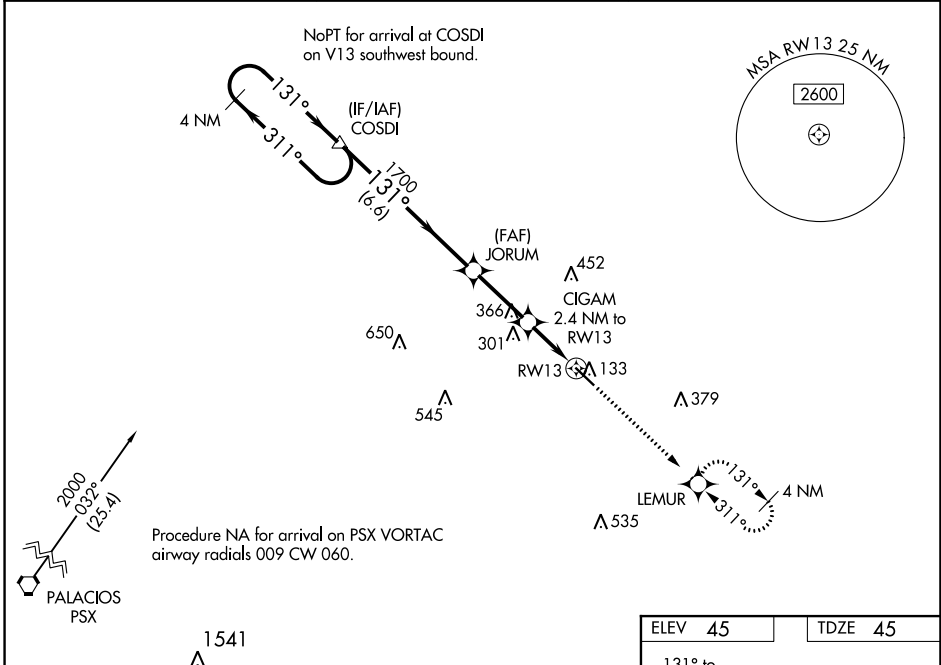 NoPT for arrival at COSDI
on V13 southwest bound.
MSA RW13 25 NM
2600
131°
4 NM
311°
(IF/IAF)
COSDI
1700
131°
(6.6)
(FAF)
JORUM
452
CIGAM
2.4 NM to
RW13
366
301
650
RW13
133
545
379
131°
4 NM
311°
LEMUR
535
2000
032°
(25.4)
Procedure NA for arrival on PSX VORTAC
airway radials 009 CW 060.
PALACIOS
PSX
1541
ELEV 45
TDZE 45
131° to